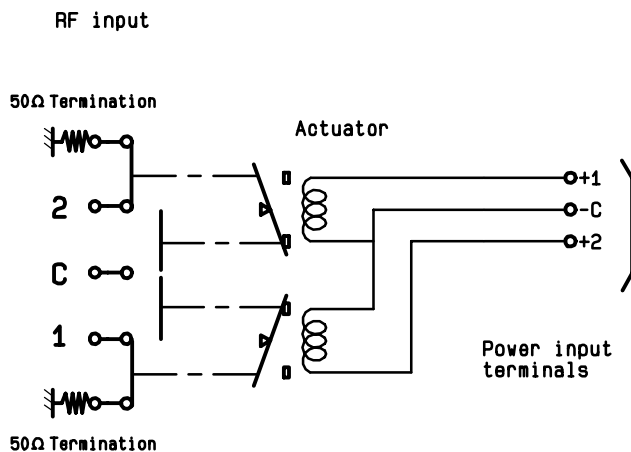 RF input
50Ω Termination
Actuator
+1
2
-C
+2
C
1
Power input
terminals
50Ω Termination